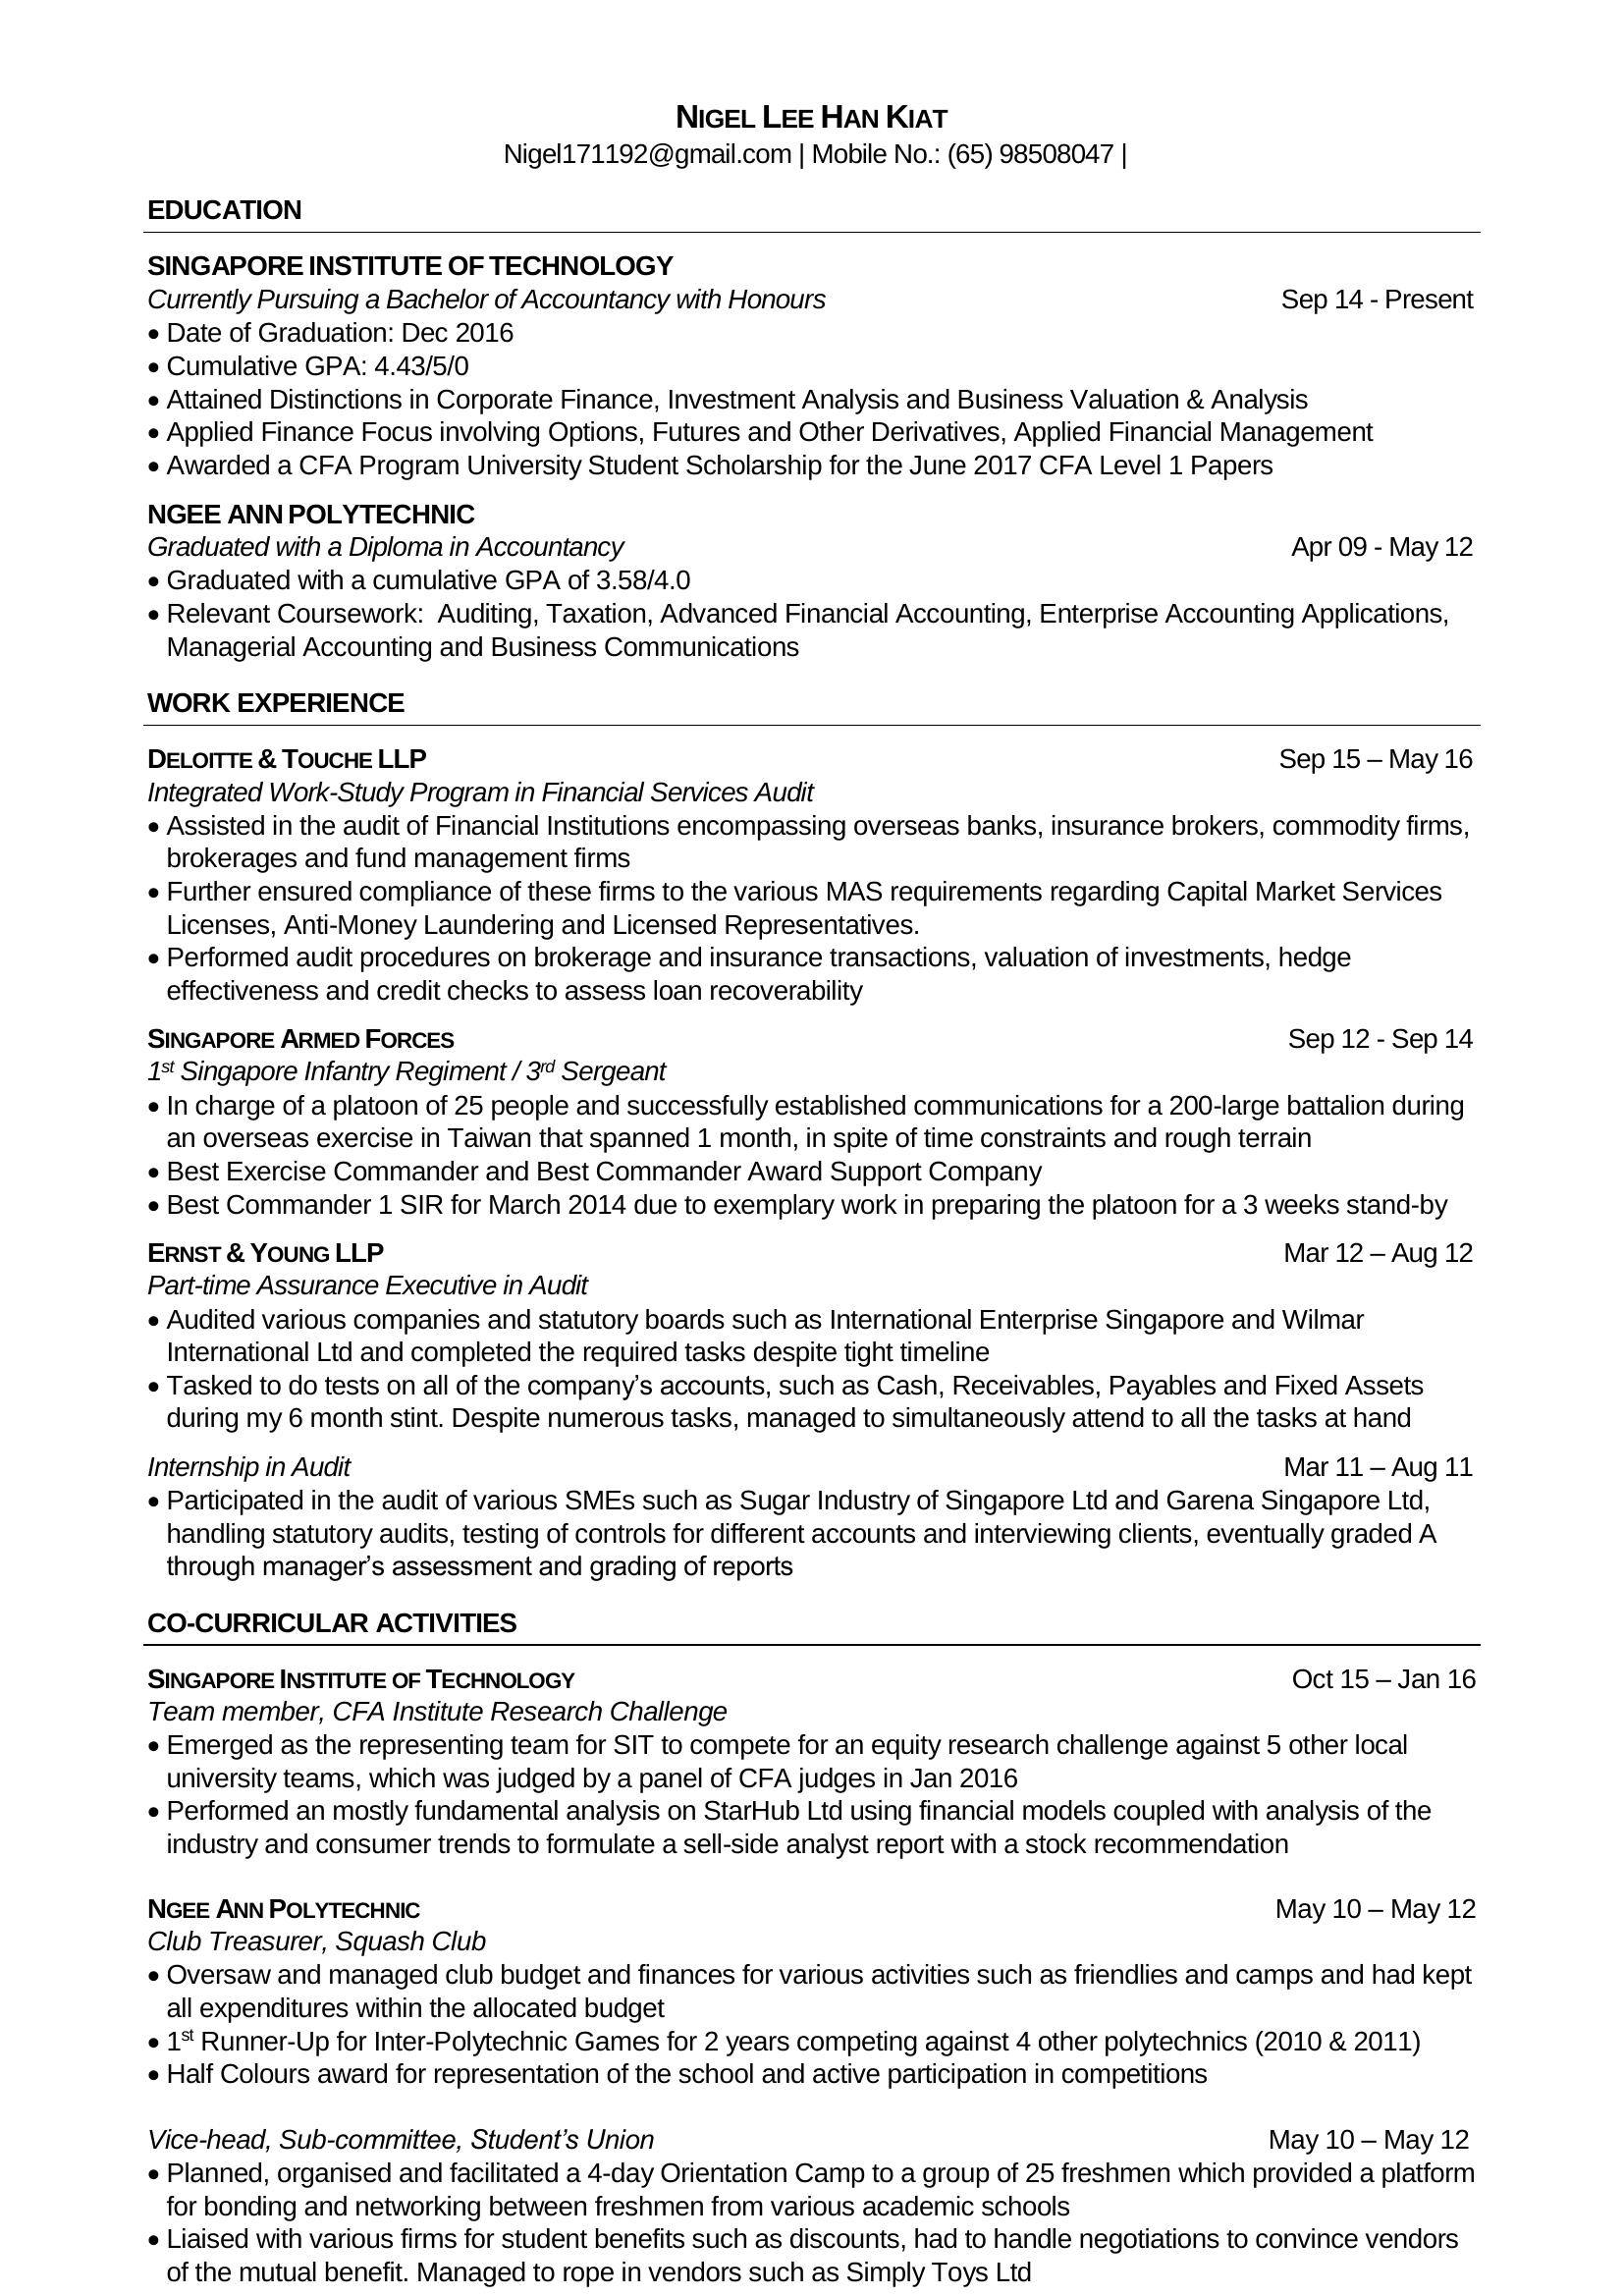 NIGEL LEE HAN KIAT
Nigel171192@gmail.com | Mobile No.: (65) 98508047 |
EDUCATION
SINGAPORE INSTITUTE OF TECHNOLOGY
Currently Pursuing a Bachelor of Accountancy with Honours Sep 14 - Present
• Date of Graduation: Dec 2016
• Cumulative GPA: 4.43/5/0
• Attained Distinctions in Corporate Finance, Investment Analysis and Business Valuation & Analysis
• Applied Finance Focus involving Options, Futures and Other Derivatives, Applied Financial Management
• Awarded a CFA Program University Student Scholarship for the June 2017 CFA Level 1 Papers
NGEE ANN POLYTECHNIC
Graduated with a Diploma in Accountancy Apr 09 - May 12
• Graduated with a cumulative GPA of 3.58/4.0
• Relevant Coursework:  Auditing, Taxation, Advanced Financial Accounting, Enterprise Accounting Applications,
Managerial Accounting and Business Communications
WORK EXPERIENCE
DELOITTE & TOUCHE LLP Sep 15 – May 16
Integrated Work-Study Program in Financial Services Audit
• Assisted in the audit of Financial Institutions encompassing overseas banks, insurance brokers, commodity firms,
brokerages and fund management firms
• Further ensured compliance of these firms to the various MAS requirements regarding Capital Market Services
Licenses, Anti-Money Laundering and Licensed Representatives.
• Performed audit procedures on brokerage and insurance transactions, valuation of investments, hedge
effectiveness and credit checks to assess loan recoverability
SINGAPORE ARMED FORCES Sep 12 - Sep 14
1st Singapore Infantry Regiment / 3rd Sergeant
• In charge of a platoon of 25 people and successfully established communications for a 200-large battalion during
an overseas exercise in Taiwan that spanned 1 month, in spite of time constraints and rough terrain
• Best Exercise Commander and Best Commander Award Support Company
• Best Commander 1 SIR for March 2014 due to exemplary work in preparing the platoon for a 3 weeks stand-by
ERNST & YOUNG LLP Mar 12 – Aug 12
Part-time Assurance Executive in Audit
• Audited various companies and statutory boards such as International Enterprise Singapore and Wilmar
International Ltd and completed the required tasks despite tight timeline
• Tasked to do tests on all of the company’s accounts, such as Cash, Receivables, Payables and Fixed Assets
during my 6 month stint. Despite numerous tasks, managed to simultaneously attend to all the tasks at hand
Internship in Audit Mar 11 – Aug 11
• Participated in the audit of various SMEs such as Sugar Industry of Singapore Ltd and Garena Singapore Ltd,
handling statutory audits, testing of controls for different accounts and interviewing clients, eventually graded A
through manager’s assessment and grading of reports
CO-CURRICULAR ACTIVITIES
SINGAPORE INSTITUTE OF TECHNOLOGY Oct 15 – Jan 16
Team member, CFA Institute Research Challenge
• Emerged as the representing team for SIT to compete for an equity research challenge against 5 other local
university teams, which was judged by a panel of CFA judges in Jan 2016
• Performed an mostly fundamental analysis on StarHub Ltd using financial models coupled with analysis of the
industry and consumer trends to formulate a sell-side analyst report with a stock recommendation
NGEE ANN POLYTECHNIC May 10 – May 12
Club Treasurer, Squash Club
• Oversaw and managed club budget and finances for various activities such as friendlies and camps and had kept
all expenditures within the allocated budget
• 1st Runner-Up for Inter-Polytechnic Games for 2 years competing against 4 other polytechnics (2010 & 2011)
• Half Colours award for representation of the school and active participation in competitions
Vice-head, Sub-committee, Student’s Union May 10 – May 12
• Planned, organised and facilitated a 4-day Orientation Camp to a group of 25 freshmen which provided a platform
for bonding and networking between freshmen from various academic schools
• Liaised with various firms for student benefits such as discounts, had to handle negotiations to convince vendors
of the mutual benefit. Managed to rope in vendors such as Simply Toys Ltd